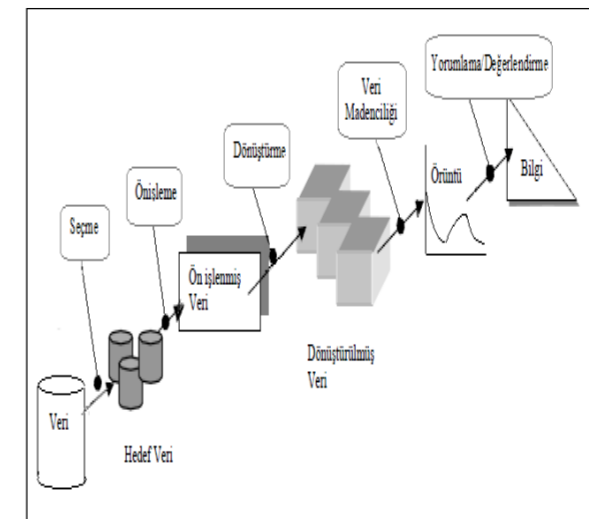 Yorumlama/Değerlendirme
Veri
Madenciliği
Dönüştürme
Örüntü
Bilgi
Önişleme
Seçme
Ön işlenmiş
Veri
Dönüştürülmüş
Veri
Veri
Hedef Veri